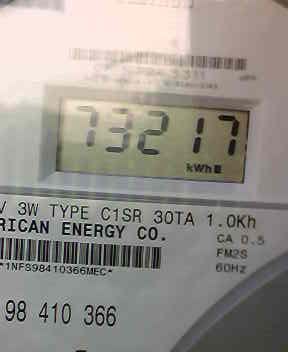 73217
kWh
V 3W TYPE C1SR 30TA 1.0Kh
RICAN ENERGY CO.
CA 0.5
FM2S
60Hz
*1NFS98410366MEC*
98 410 366